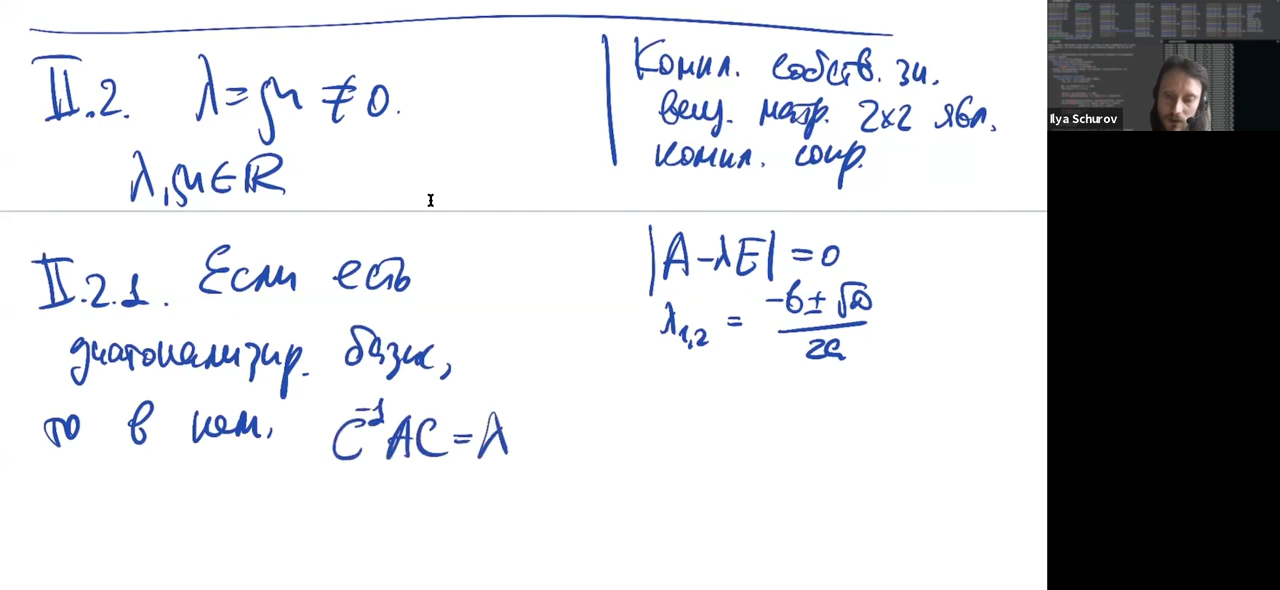 II.2. λ = μ ≠ 0.
λ, μ ∈ ℝ
Компл. собств. зн.
вещ. матр. 2×2 явл.
компл. сопр.
II.2.1. Если есть
диагонализир. базис,
то в нем. C⁻¹AC = Λ
|A - λE| = 0
λ₁,₂ = (-b ± √D) / 2a
Ilya Schurov